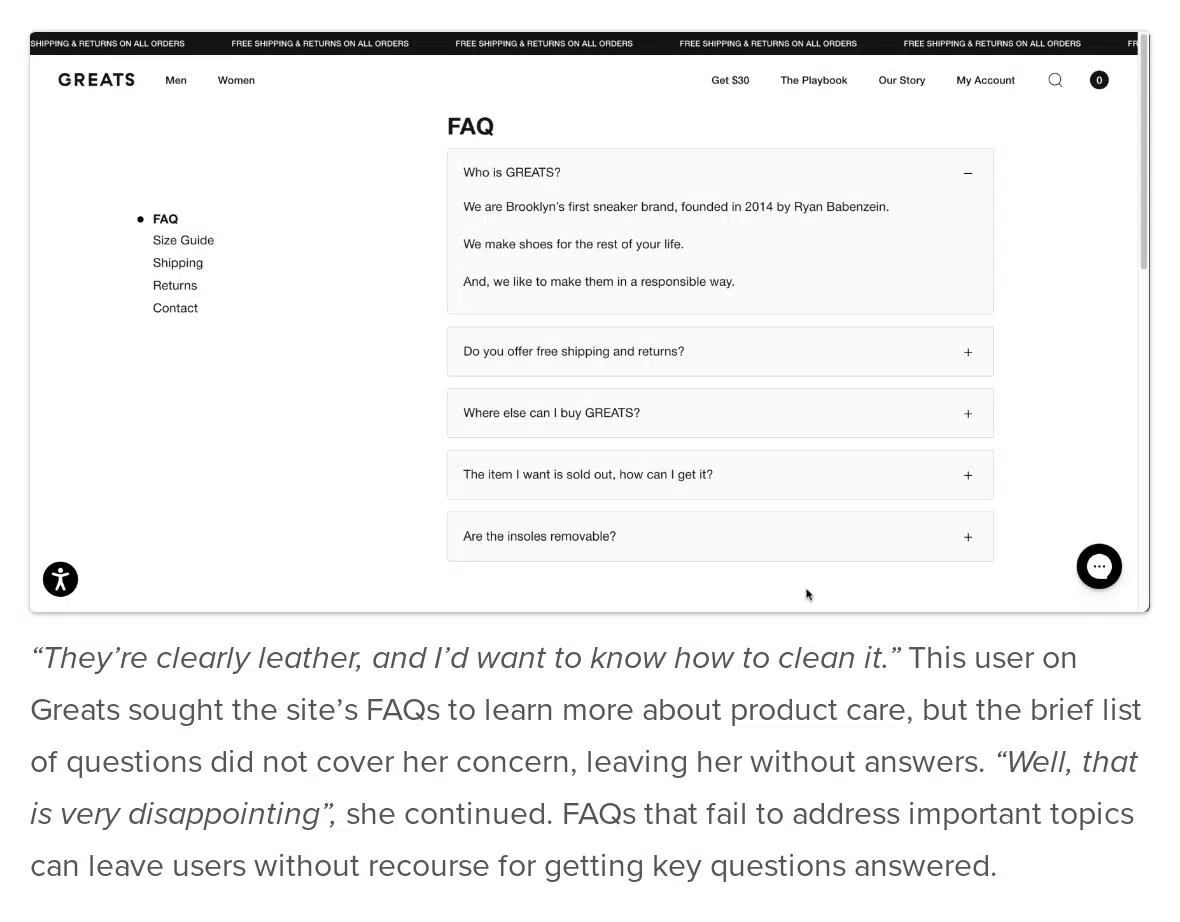 SHIPPING & RETURNS ON ALL ORDERS FREE SHIPPING & RETURNS ON ALL ORDERS FREE SHIPPING & RETURNS ON ALL ORDERS FREE SHIPPING & RETURNS ON ALL ORDERS FREE SHIPPING & RETURNS ON ALL ORDERS FR
GREATS Men Women Get $30 The Playbook Our Story My Account 0
FAQ
Who is GREATS? −
We are Brooklyn's first sneaker brand, founded in 2014 by Ryan Babenzein.
We make shoes for the rest of your life.
And, we like to make them in a responsible way.
FAQ
Size Guide
Shipping
Returns
Contact
Do you offer free shipping and returns? +
Where else can I buy GREATS? +
The item I want is sold out, how can I get it? +
Are the insoles removable? +
“They’re clearly leather, and I’d want to know how to clean it.” This user on
Greats sought the site’s FAQs to learn more about product care, but the brief list
of questions did not cover her concern, leaving her without answers. “Well, that
is very disappointing”, she continued. FAQs that fail to address important topics
can leave users without recourse for getting key questions answered.